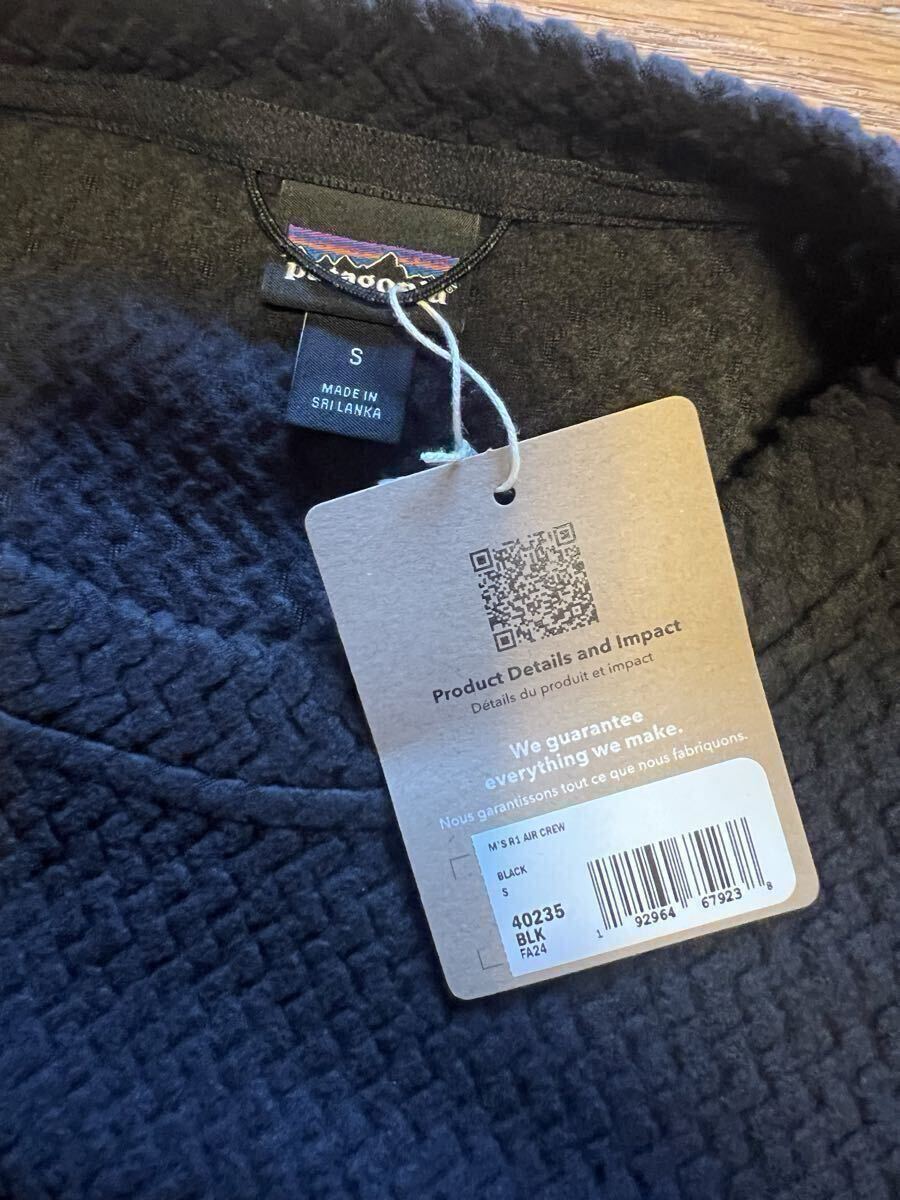 patagonia®
S
MADE IN
SRI LANKA
Product Details and Impact
Détails du produit et impact
We guarantee
everything we make.
Nous garantissons tout ce que nous fabriquons.
M'S R1 AIR CREW
BLACK
S
40235
BLK
FA24
1 92964 67923 8